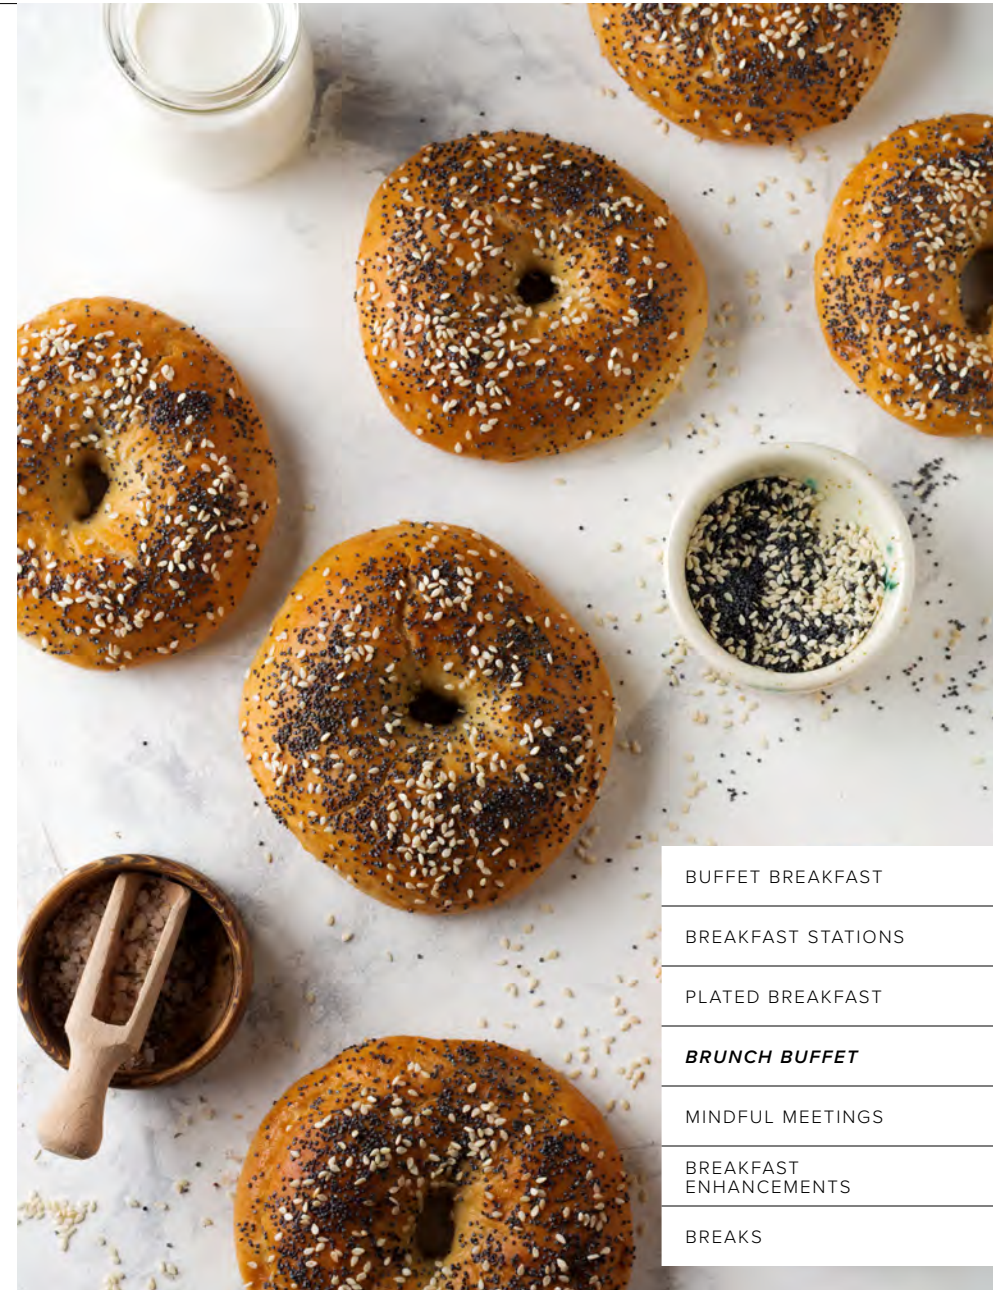 BUFFET BREAKFAST
BREAKFAST STATIONS
PLATED BREAKFAST
BRUNCH BUFFET
MINDFUL MEETINGS
BREAKFAST
ENHANCEMENTS
BREAKS